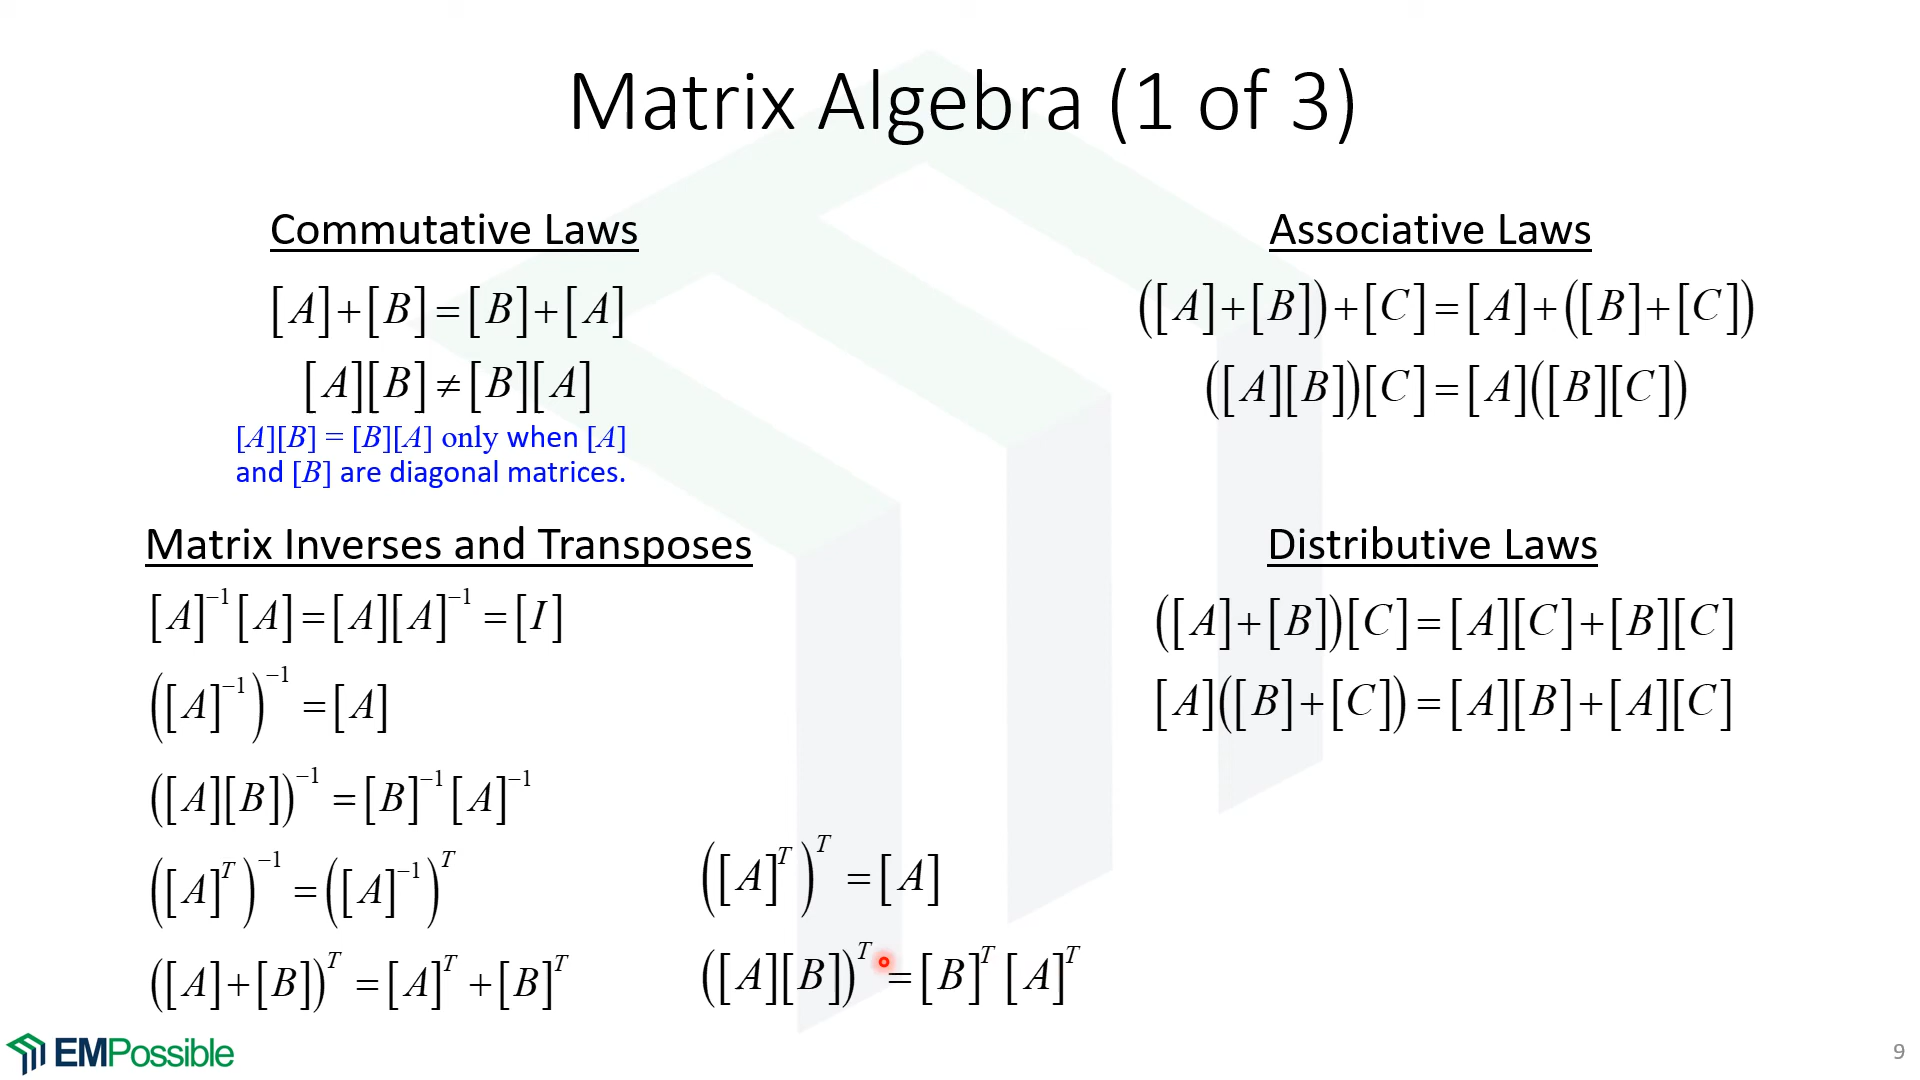 Matrix Algebra (1 of 3)
Commutative Laws
[A]+[B]=[B]+[A]
[A][B]≠[B][A]
[A][B] = [B][A] only when [A]
and [B] are diagonal matrices.
Associative Laws
([A]+[B])+[C]=[A]+([B]+[C])
([A][B])[C]=[A]([B][C])
Matrix Inverses and Transposes
[A]⁻¹[A]=[A][A]⁻¹=[I]
([A]⁻¹)⁻¹=[A]
([A][B])⁻¹=[B]⁻¹[A]⁻¹
([A]ᵀ)⁻¹=([A]⁻¹)ᵀ
([A]+[B])ᵀ=[A]ᵀ+[B]ᵀ
([A]ᵀ)ᵀ=[A]
([A][B])ᵀ=[B]ᵀ[A]ᵀ
Distributive Laws
([A]+[B])[C]=[A][C]+[B][C]
[A]([B]+[C])=[A][B]+[A][C]
EMPossible
9